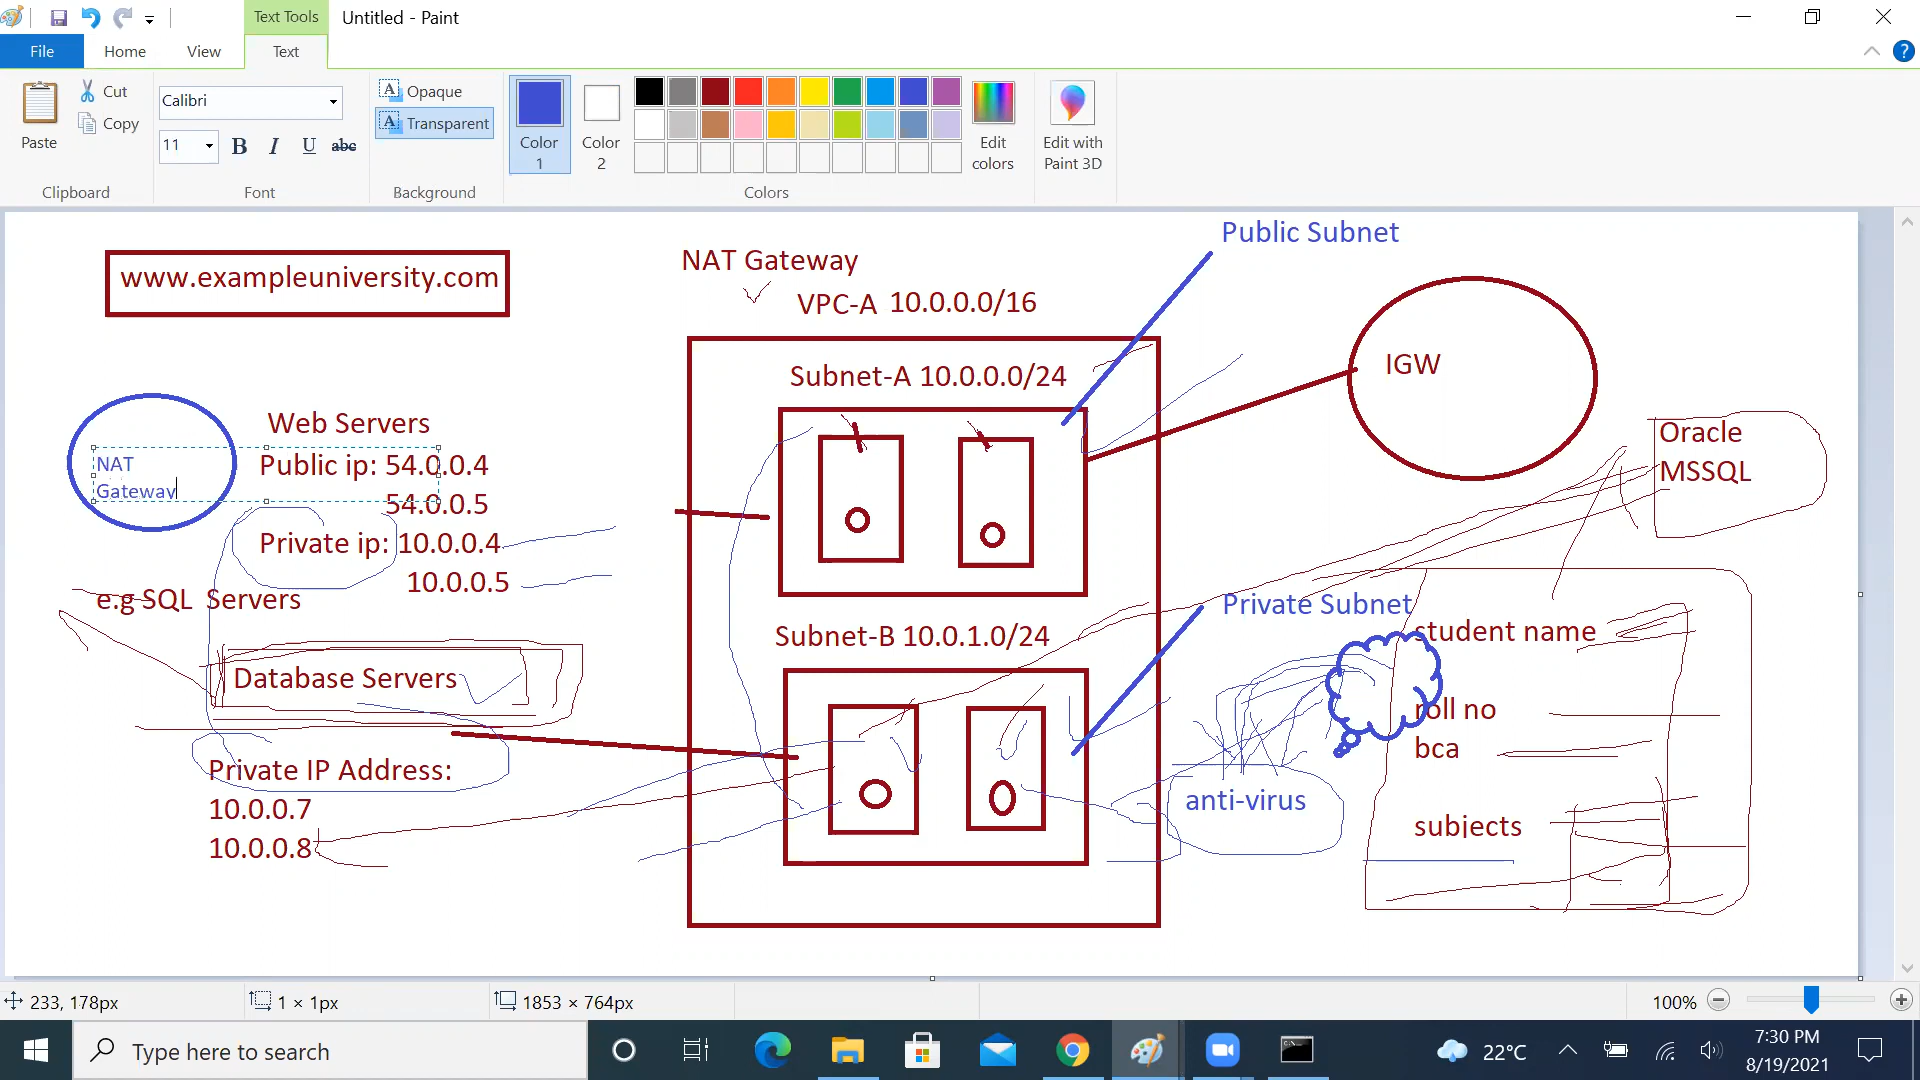 Text Tools
Untitled - Paint
File
Home
View
Text
Paste
Cut
Copy
Clipboard
Calibri
11
B I U abc
Font
Opaque
Transparent
Background
Color 1
Color 2
Edit colors
Edit with Paint 3D
Colors
www.exampleuniversity.com
NAT Gateway
VPC-A 10.0.0.0/16
Public Subnet
Subnet-A 10.0.0.0/24
IGW
Web Servers
NAT
Gateway
Public ip: 54.0.0.4
54.0.0.5
Private ip: 10.0.0.4
10.0.0.5
Oracle
MSSQL
e.g SQL Servers
Database Servers
Subnet-B 10.0.1.0/24
Private Subnet
student name
roll no
bca
subjects
anti-virus
Private IP Address:
10.0.0.7
10.0.0.8
233, 178px
1 × 1px
1853 × 764px
100%
Type here to search
22°C
7:30 PM
8/19/2021